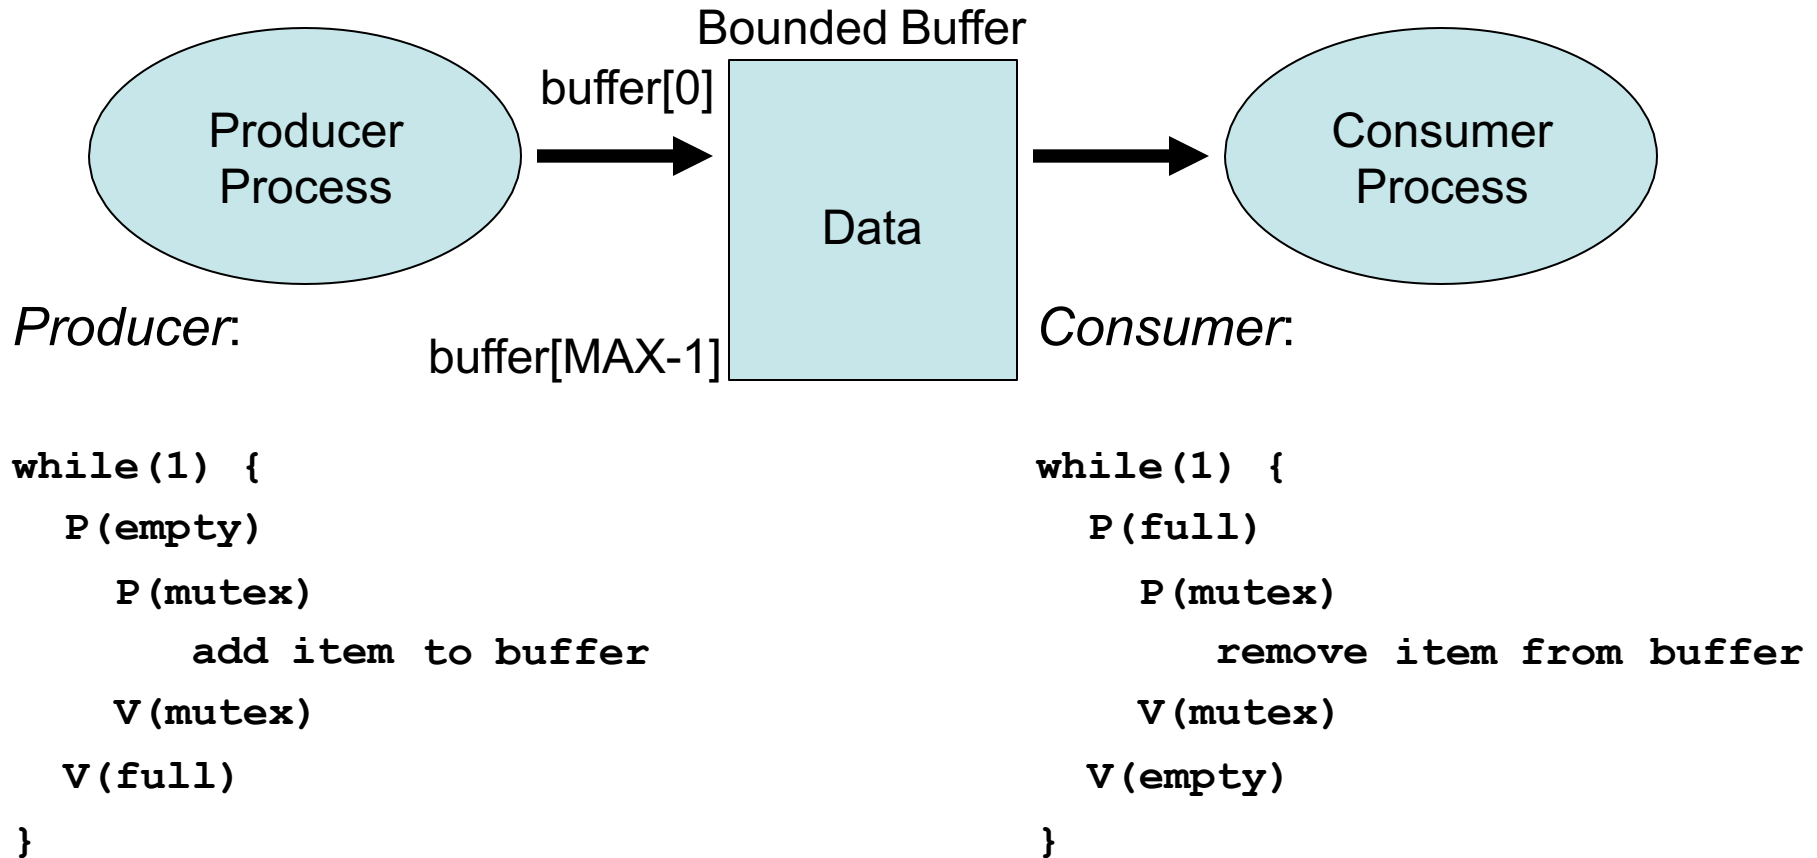 Bounded Buffer
buffer[0]
Producer
Process
Data
Consumer
Process
buffer[MAX-1]
Producer:
while(1) {
P(empty)
P(mutex)
add item to buffer
V(mutex)
V(full)
}
Consumer:
while(1) {
P(full)
P(mutex)
remove item from buffer
V(mutex)
V(empty)
}